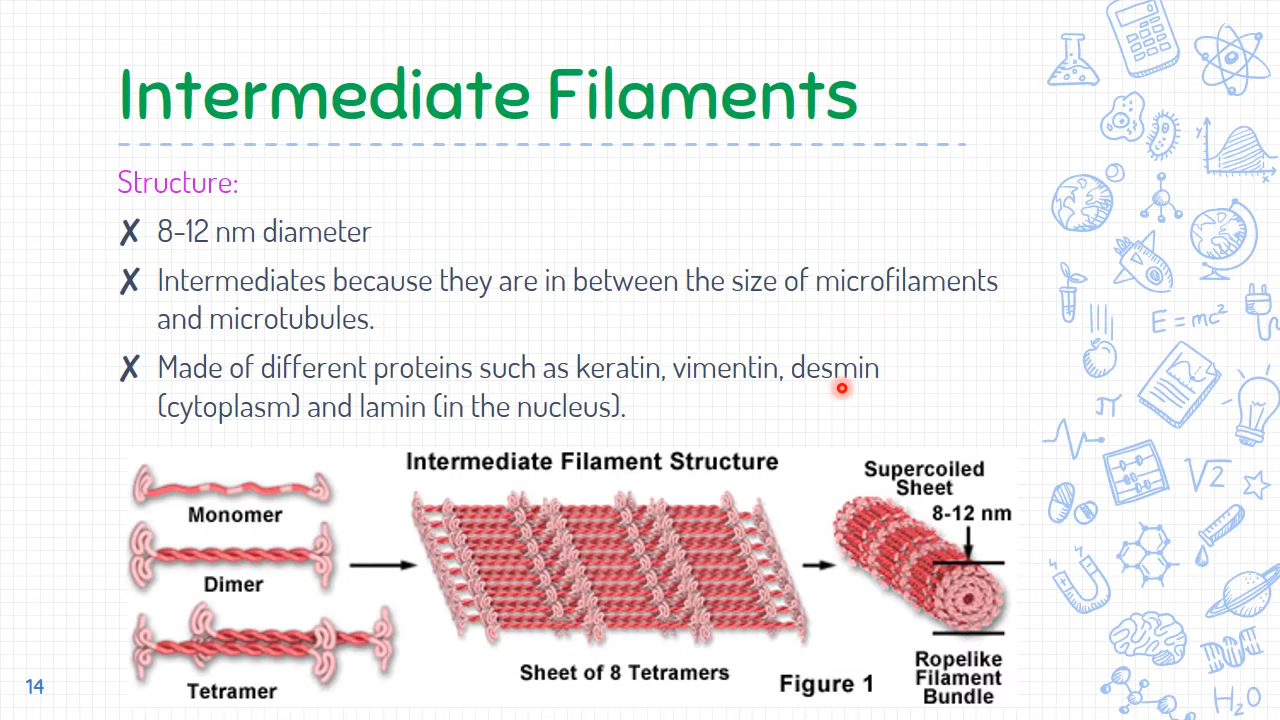 Intermediate Filaments
Structure:
✗ 8-12 nm diameter
✗ Intermediates because they are in between the size of microfilaments
and microtubules.
✗ Made of different proteins such as keratin, vimentin, desmin
(cytoplasm) and lamin (in the nucleus).
Intermediate Filament Structure
Monomer
Dimer
Tetramer
Sheet of 8 Tetramers
Figure 1
Supercoiled
Sheet
8-12 nm
Ropelike
Filament
Bundle
14
y
x
E = mc²
π
√2
H₂O